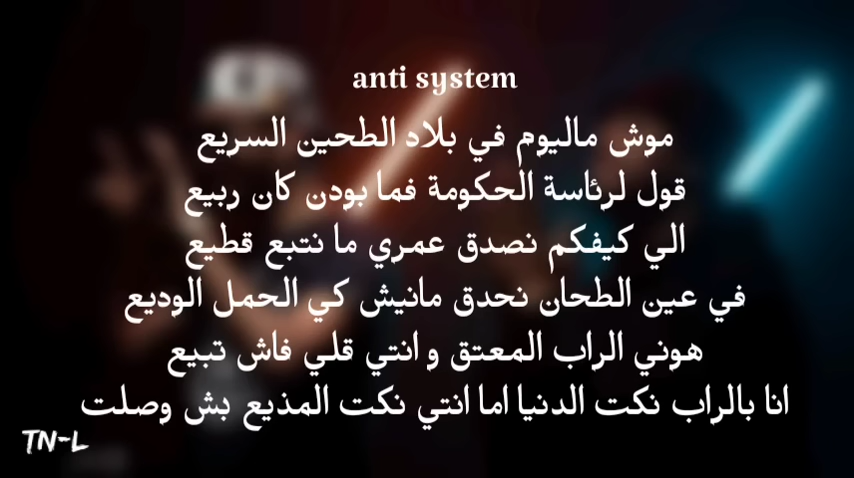 anti system
موش ماليوم في بلاد الطحين السريع
قول لرئاسة الحكومة فما بودن كان ربيع
الي كيفكم نصدق عمري ما نتبع قطيع
في عين الطحان نحدق مانيش كي الحمل الوديع
هوني الراب المعتق و انتي قلي فاش تبيع
انا بالراب نكت الدنيا اما انتي نكت المذيع بش وصلت
TN-L